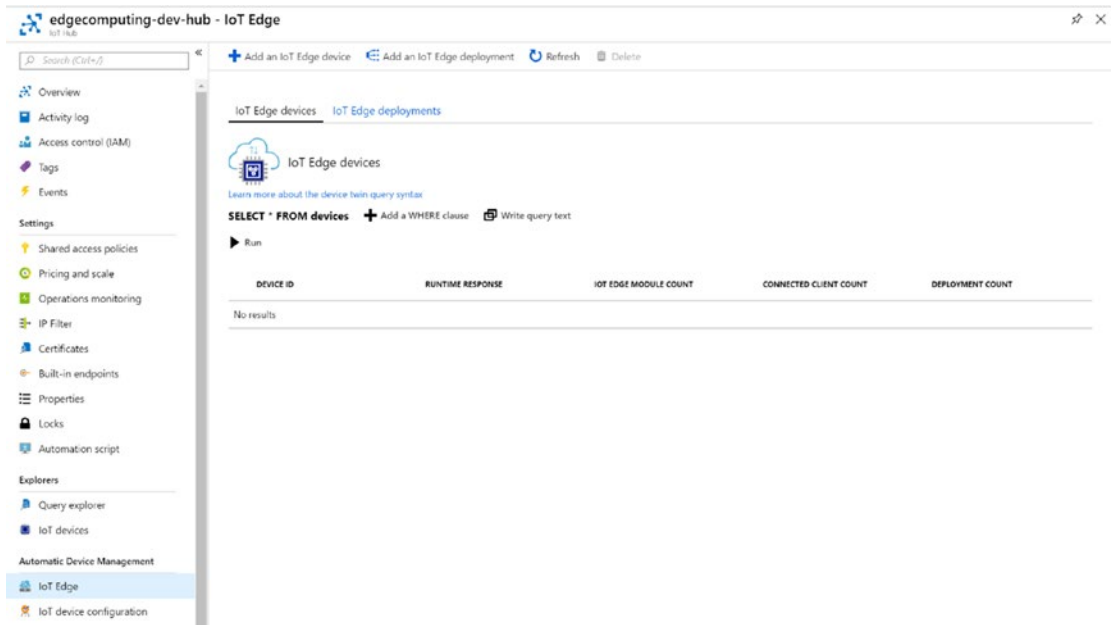 edgecomputing-dev-hub - IoT Edge
IoT Hub
Search (Ctrl+/)
Overview
Activity log
Access control (IAM)
Tags
Events
Settings
Shared access policies
Pricing and scale
Operations monitoring
IP Filter
Certificates
Built-in endpoints
Properties
Locks
Automation script
Explorers
Query explorer
IoT devices
Automatic Device Management
IoT Edge
IoT device configuration
Add an IoT Edge device Add an IoT Edge deployment Refresh Delete
IoT Edge devices IoT Edge deployments
IoT Edge devices
Learn more about the device twin query syntax
SELECT * FROM devices Add a WHERE clause Write query text
Run
DEVICE ID RUNTIME RESPONSE IOT EDGE MODULE COUNT CONNECTED CLIENT COUNT DEPLOYMENT COUNT
No results